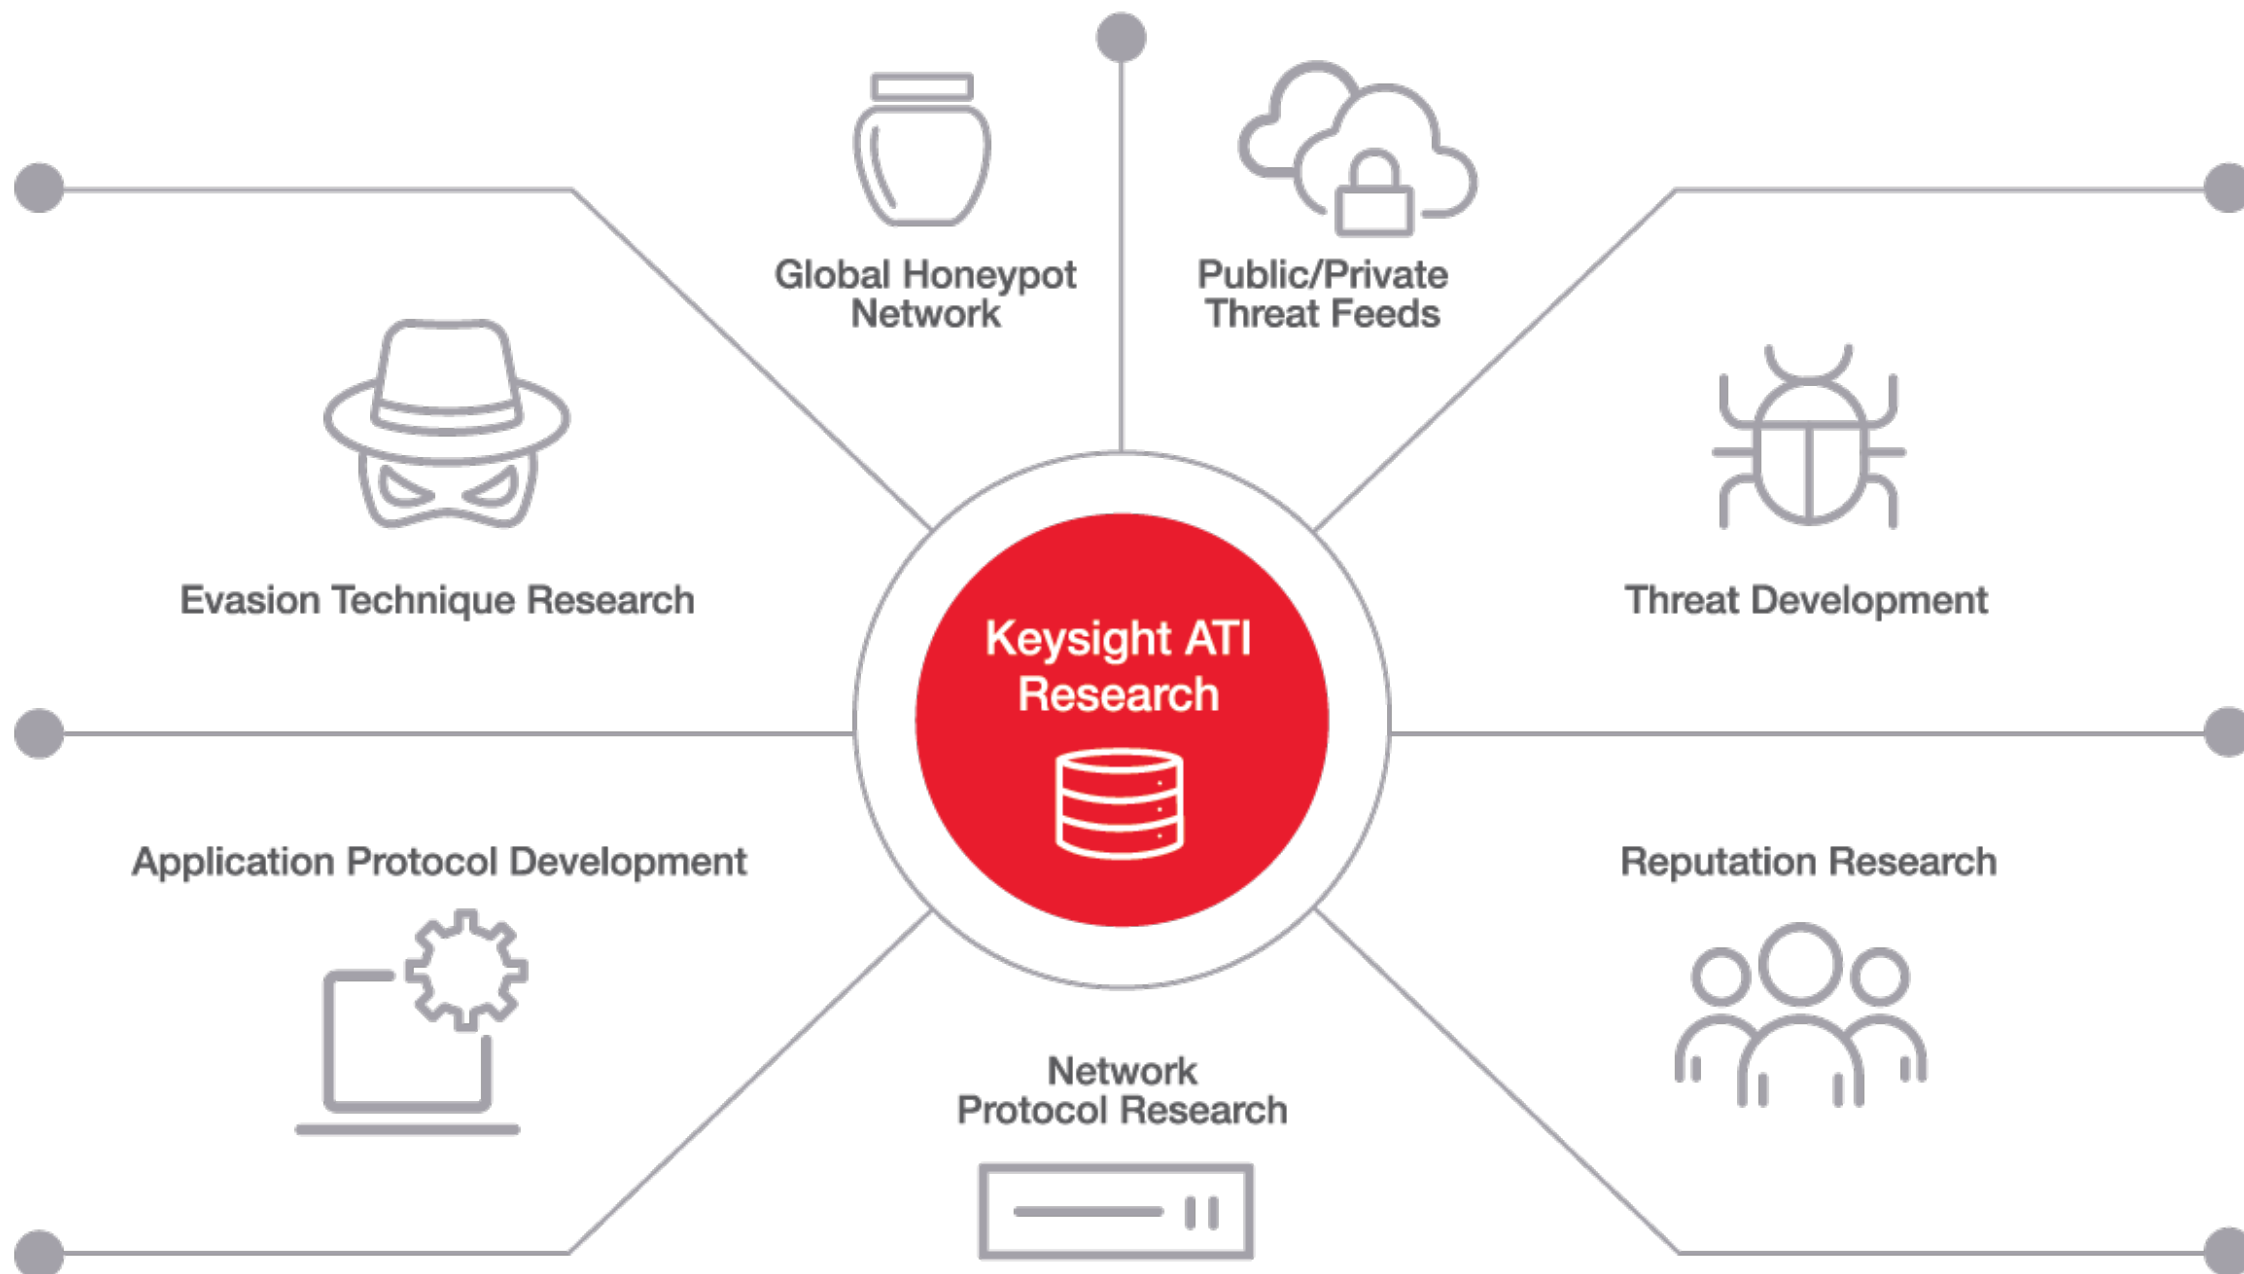 Global Honeypot
Network
Public/Private
Threat Feeds
Evasion Technique Research
Threat Development
Keysight ATI
Research
Application Protocol Development
Reputation Research
Network
Protocol Research